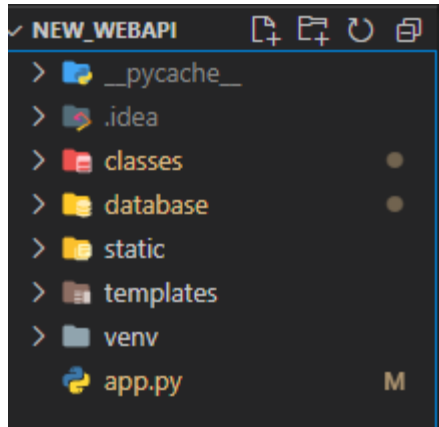 NEW_WEBAPI
__pycache__
.idea
classes
database
static
templates
venv
app.py M